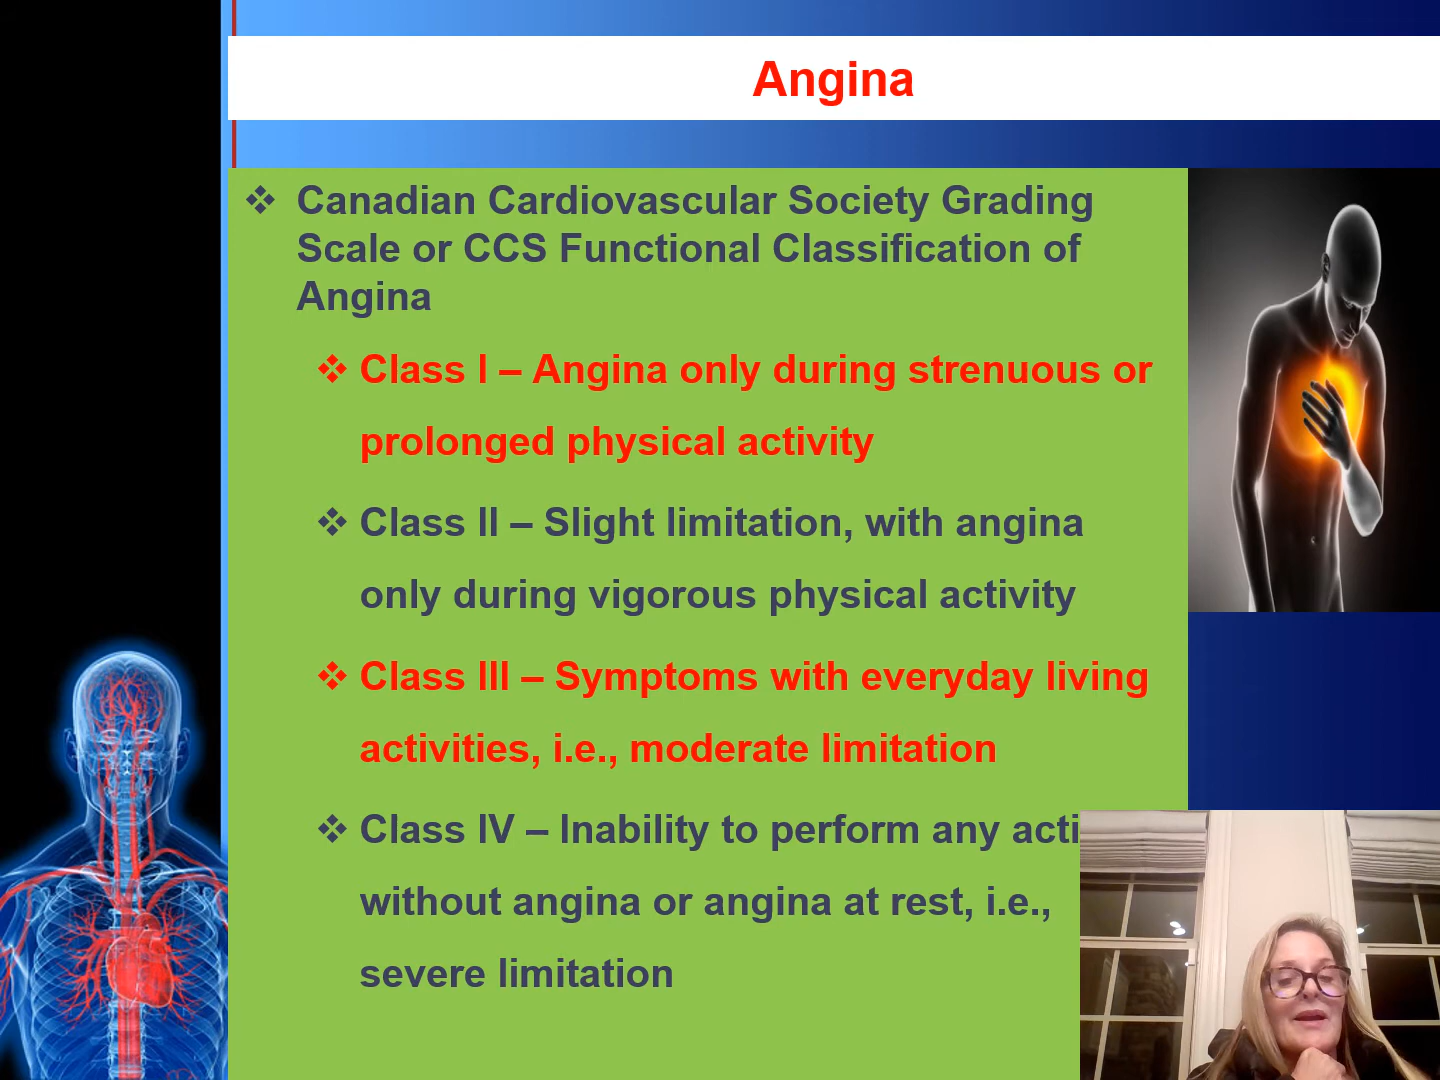 Angina
Canadian Cardiovascular Society Grading
Scale or CCS Functional Classification of
Angina
Class I – Angina only during strenuous or
prolonged physical activity
Class II – Slight limitation, with angina
only during vigorous physical activity
Class III – Symptoms with everyday living
activities, i.e., moderate limitation
Class IV – Inability to perform any
without angina or angina at rest, i.e.,
severe limitation